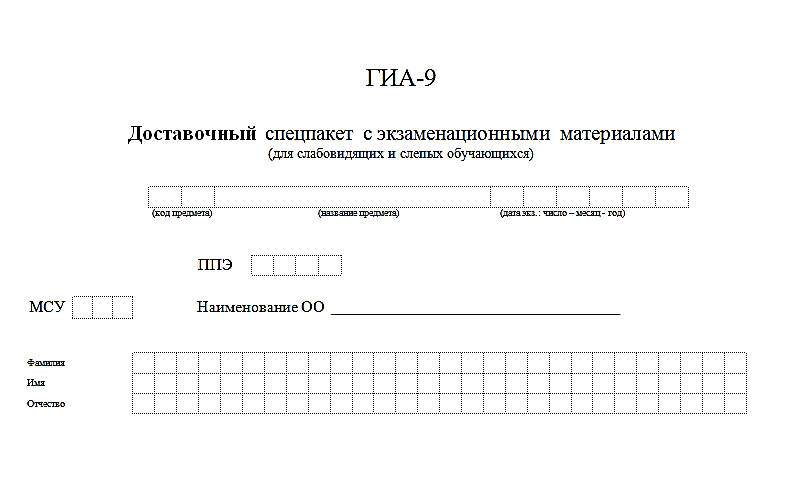 ГИА-9
Доставочный спецпакет с экзаменационными материалами
(для слабовидящих и слепых обучающихся)
(код предмета) (название предмета) (дата экз.: число – месяц - год)
ППЭ
МСУ Наименование ОО
Фамилия
Имя
Отчество